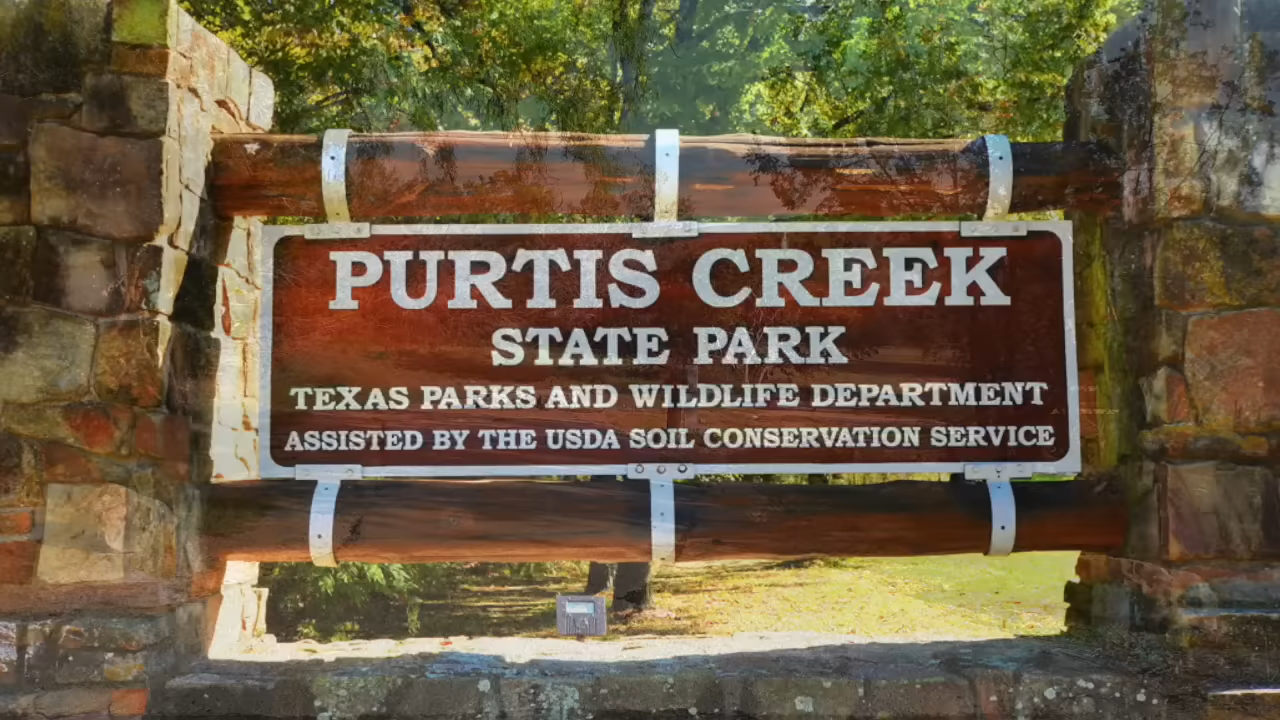 PURTIS CREEK
STATE PARK
TEXAS PARKS AND WILDLIFE DEPARTMENT
ASSISTED BY THE USDA SOIL CONSERVATION SERVICE